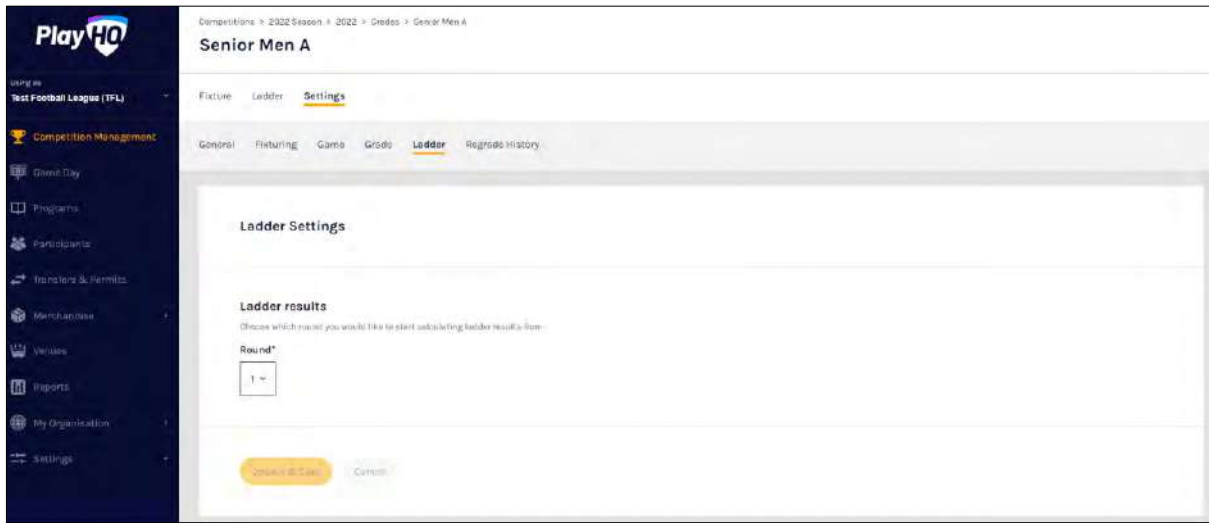 PlayHQ
Using as
Test Football League (TFL)
Competition Management
Game Day
Programs
Participants
Transfers & Permits
Merchandise
Venues
Reports
My Organisation
Settings
Competitions > 2022 Season > 2022 > Grades > Senior Men A
Senior Men A
Fixture Ladder Settings
General Fixturing Game Grade Ladder Regrade History
Ladder Settings
Ladder results
Choose which round you would like to start calculating ladder results from
Round*
1
Update & Save Cancel